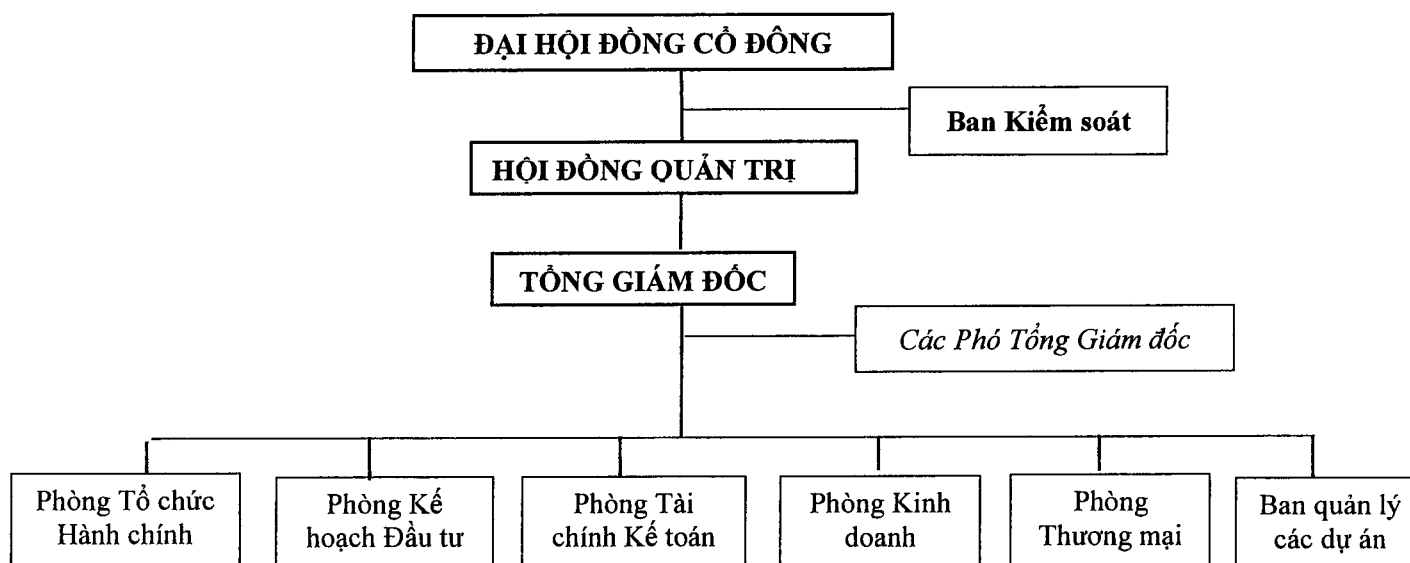 ĐẠI HỘI ĐỒNG CỔ ĐÔNG
Ban Kiểm soát
HỘI ĐỒNG QUẢN TRỊ
TỔNG GIÁM ĐỐC
Các Phó Tổng Giám đốc
Phòng Tổ chức
Hành chính
Phòng Kế
hoạch Đầu tư
Phòng Tài
chính Kế toán
Phòng Kinh
doanh
Phòng
Thương mại
Ban quản lý
các dự án